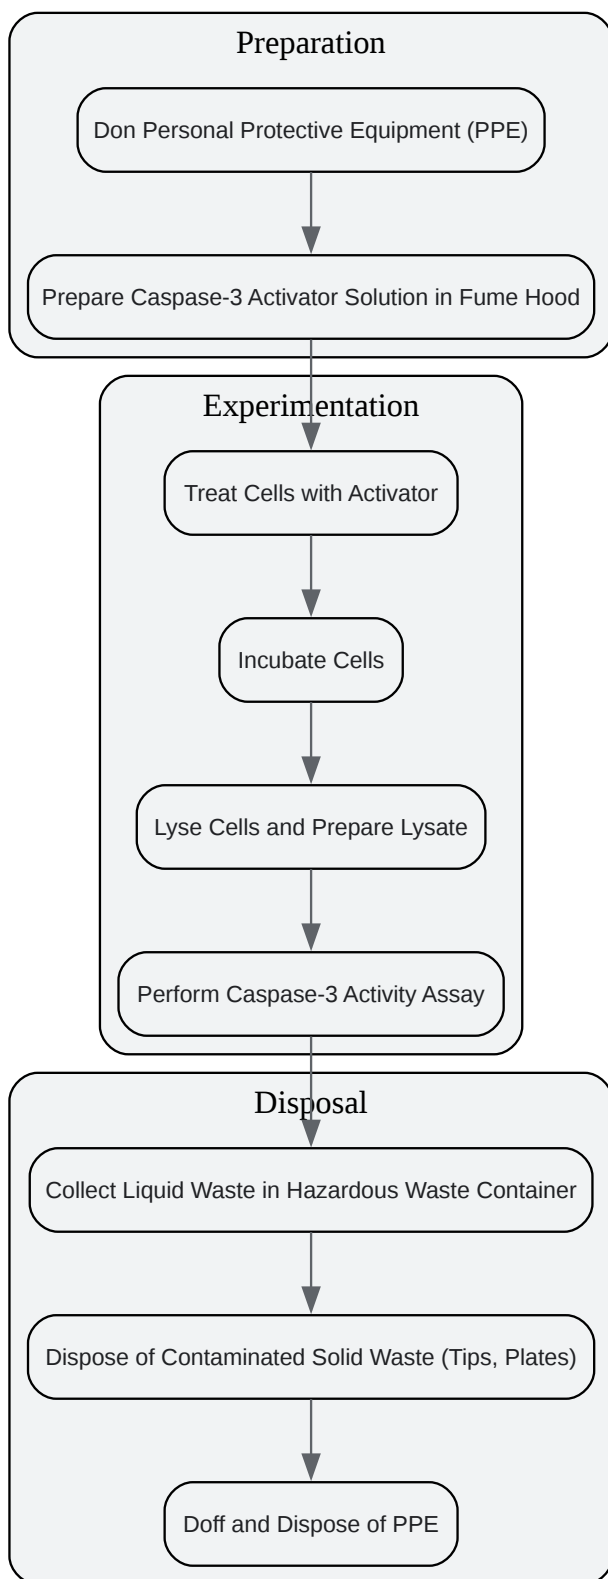 Preparation
Don Personal Protective Equipment (PPE)
Prepare Caspase-3 Activator Solution in Fume Hood
Experimentation
Treat Cells with Activator
Incubate Cells
Lyse Cells and Prepare Lysate
Perform Caspase-3 Activity Assay
Disposal
Collect Liquid Waste in Hazardous Waste Container
Dispose of Contaminated Solid Waste (Tips, Plates)
Doff and Dispose of PPE